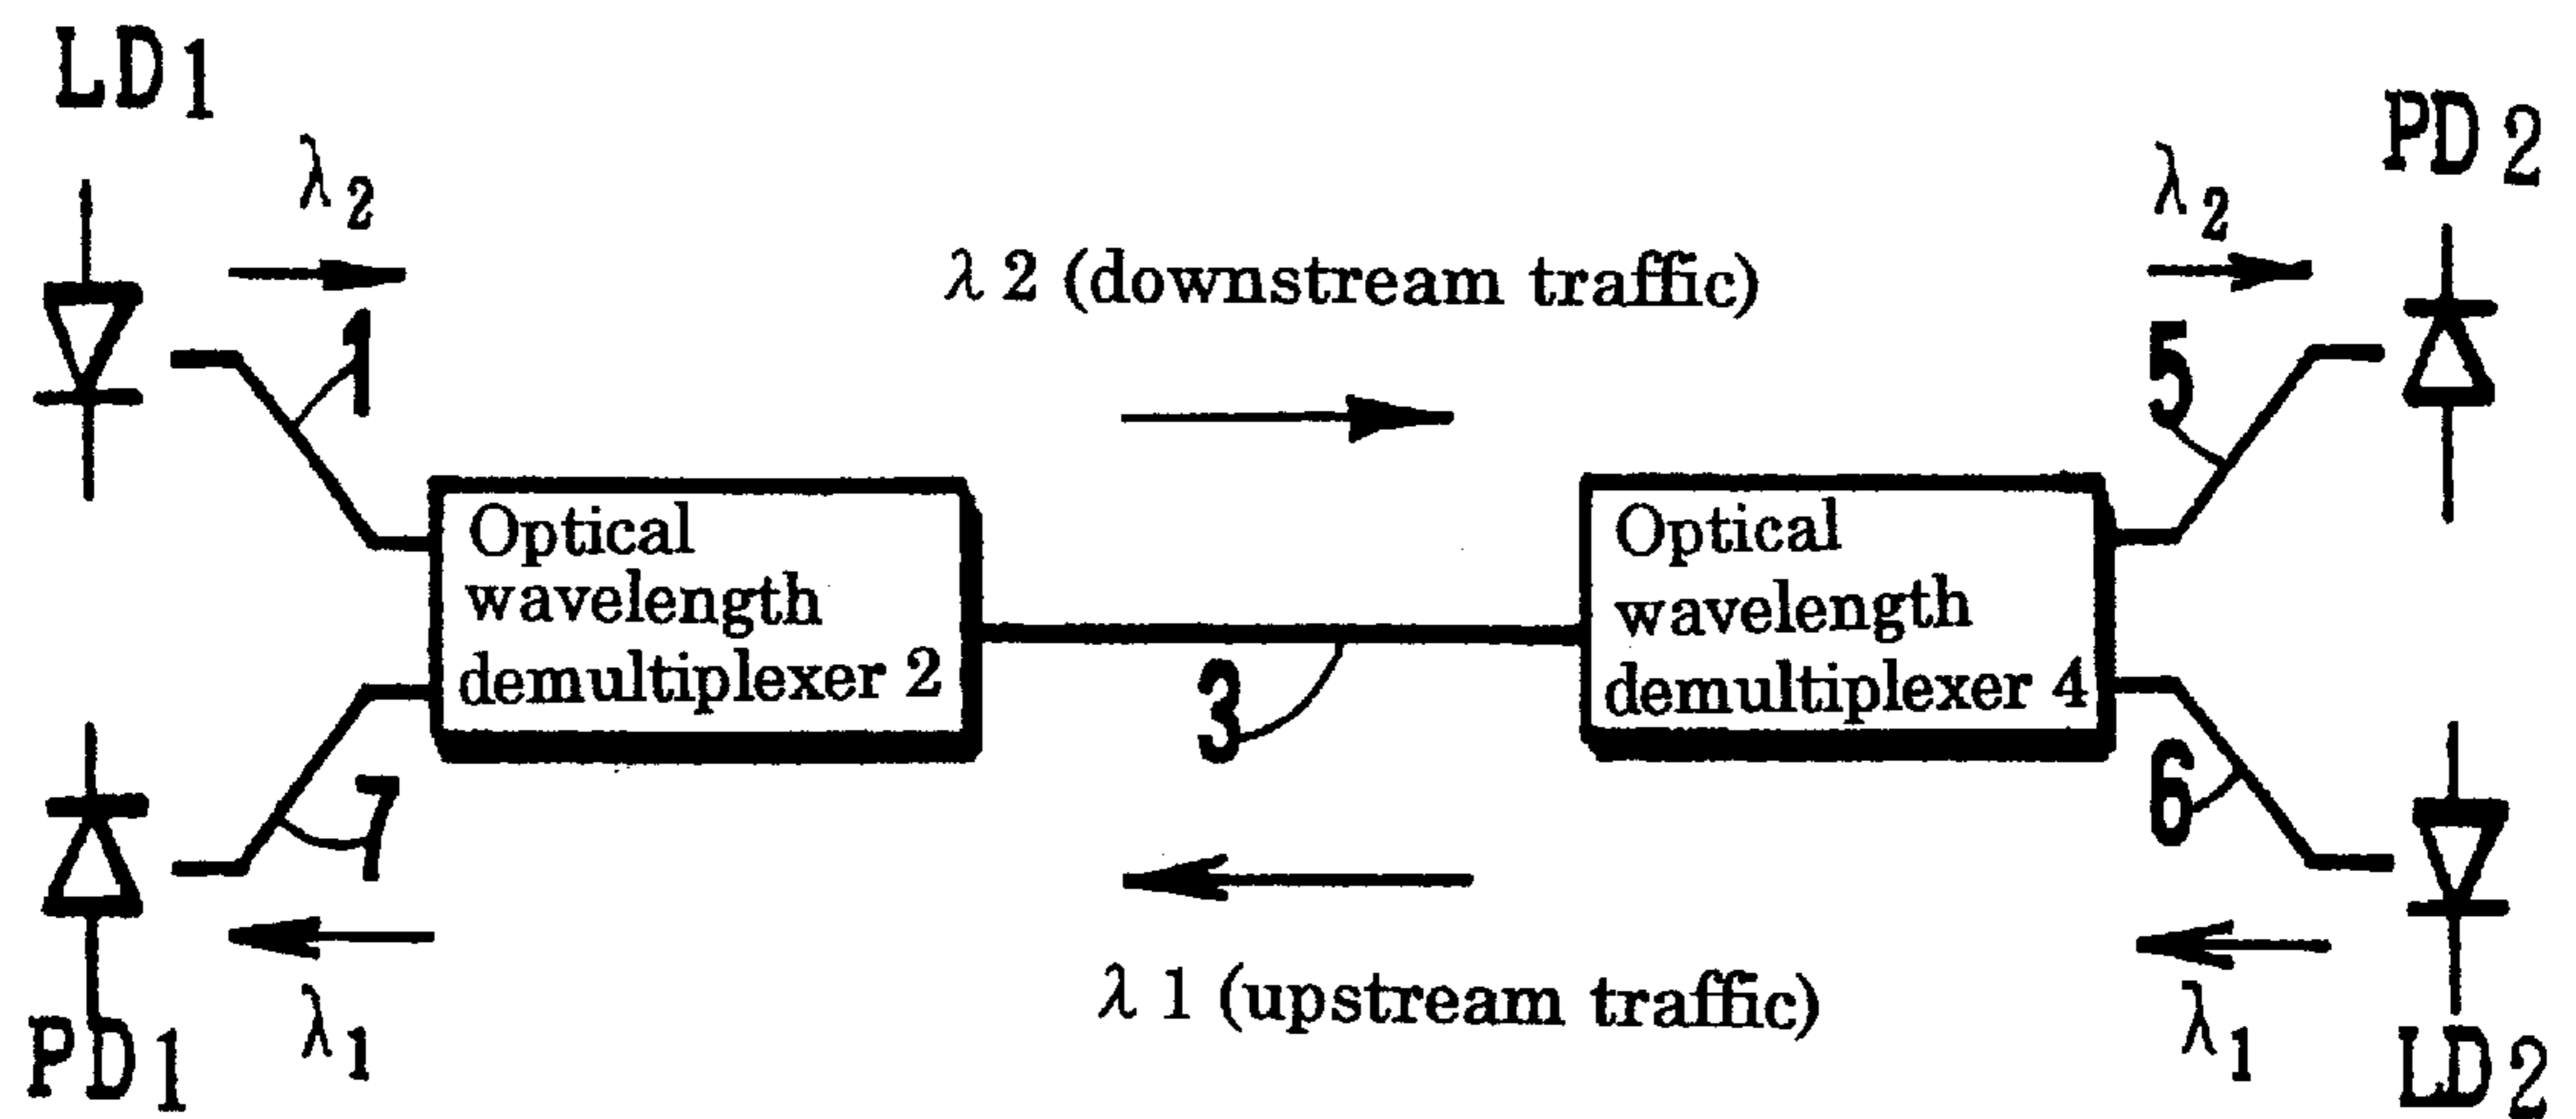 LD1
PD2
λ2
λ2
λ2 (downstream traffic)
1
5
Optical
wavelength
demultiplexer 2
Optical
wavelength
demultiplexer 4
3
7
6
λ1 (upstream traffic)
λ1
λ1
PD1
LD2